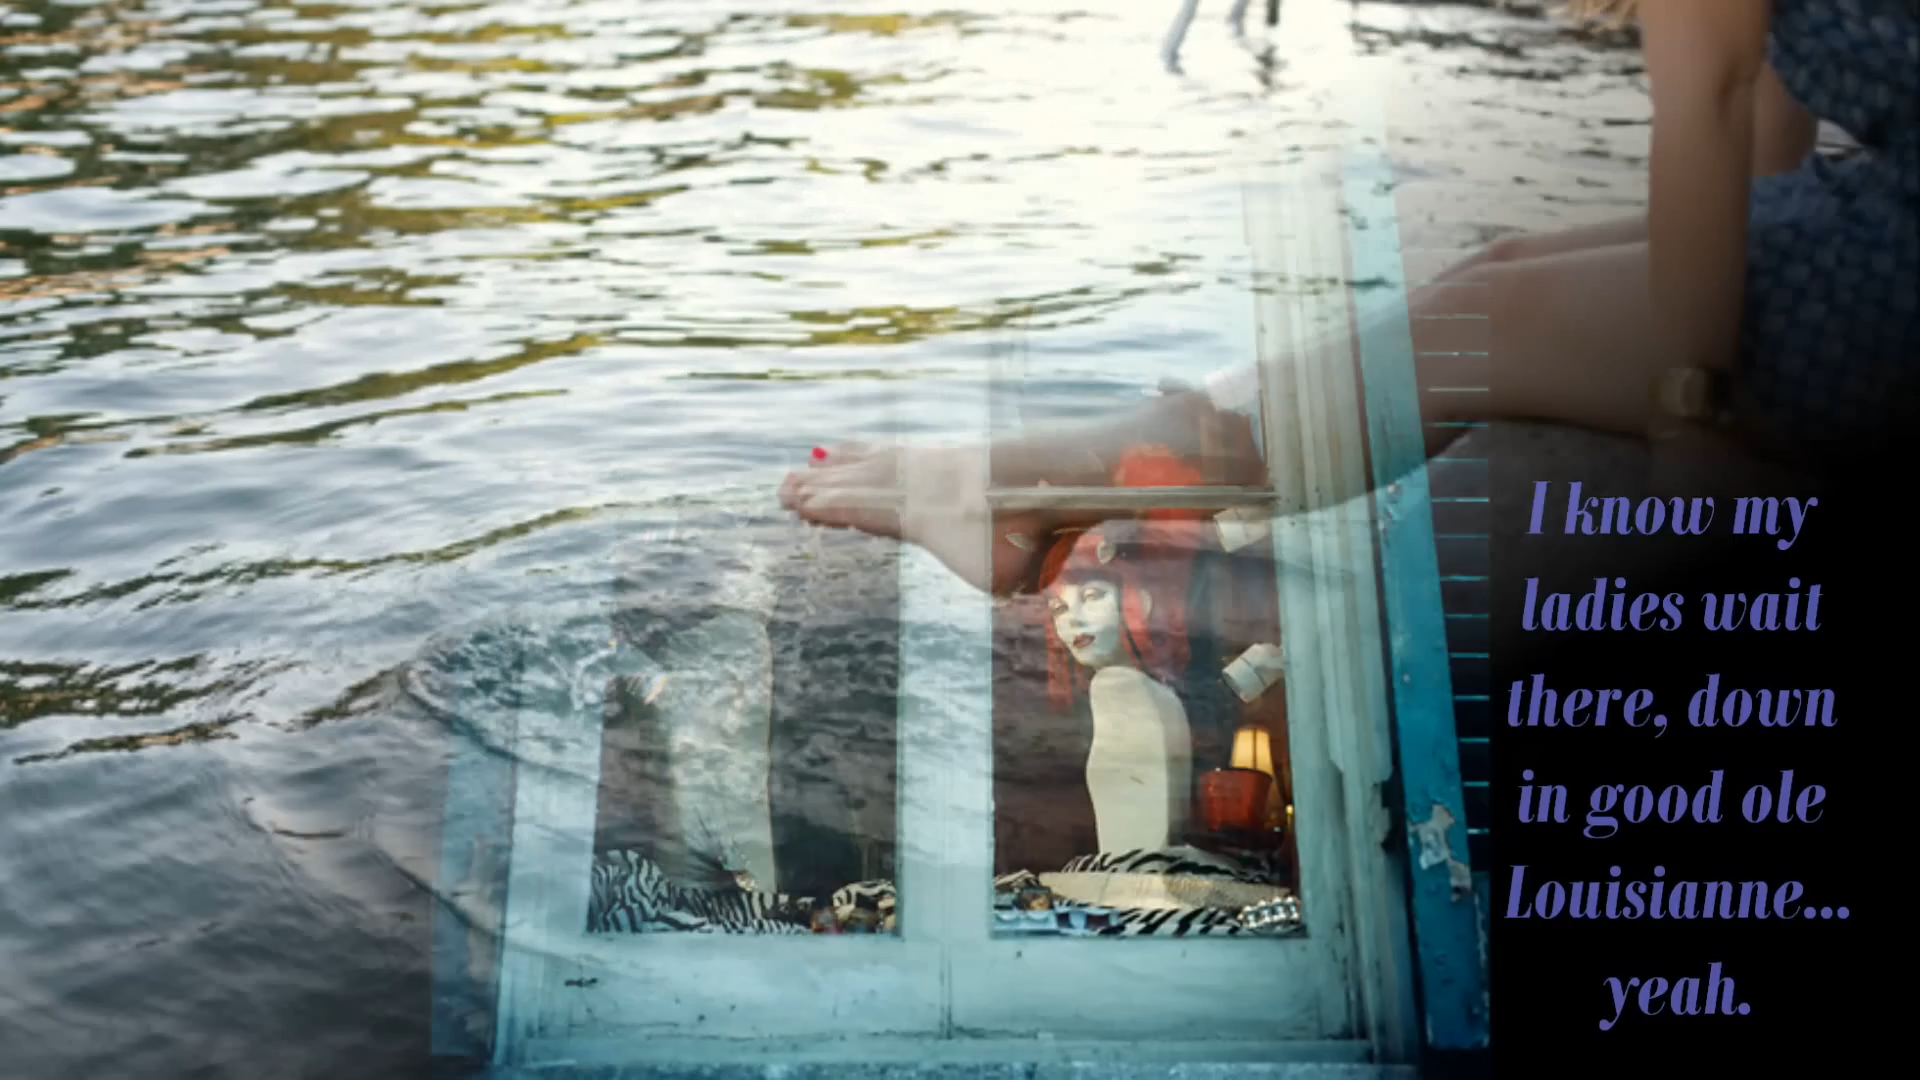 I know my
ladies wait
there, down
in good ole
Louisianne...
yeah.